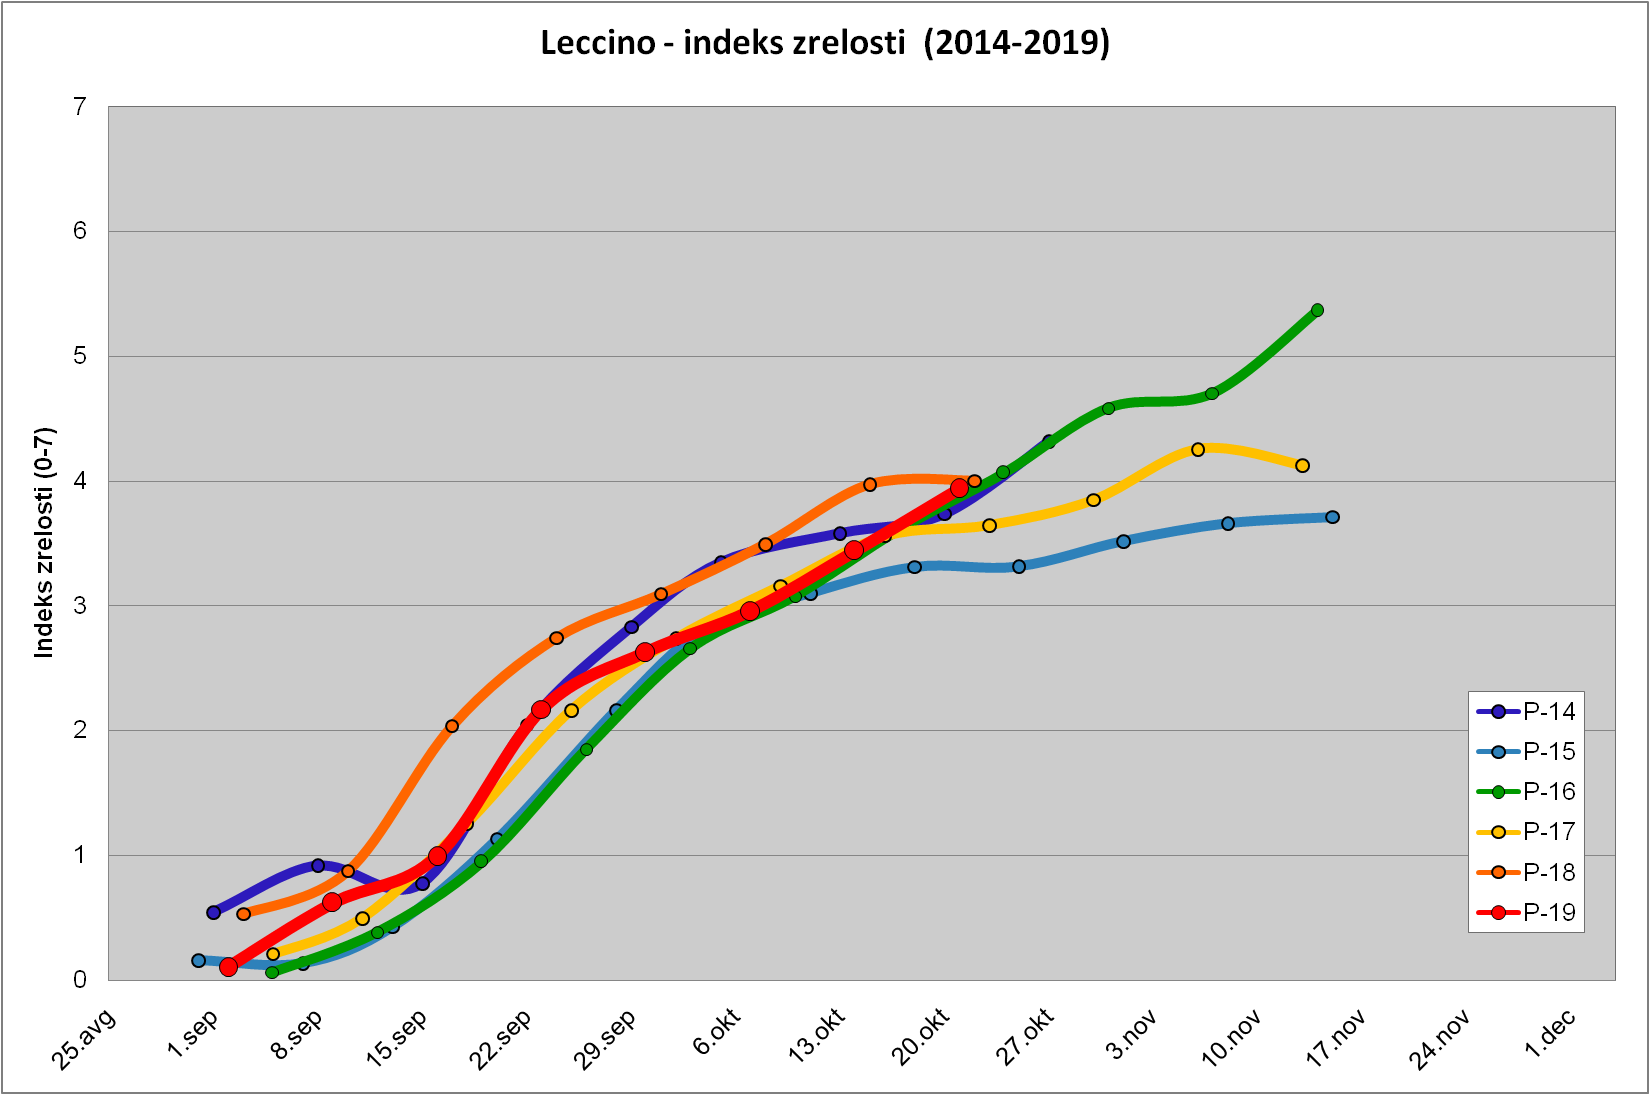 Leccino - indeks zrelosti  (2014-2019)
7
6
5
4
3
2
1
0
Indeks zrelosti (0-7)
25.avg
1.sep
8.sep
15.sep
22.sep
29.sep
6.okt
13.okt
20.okt
27.okt
3.nov
10.nov
17.nov
24.nov
1.dec
P-14
P-15
P-16
P-17
P-18
P-19